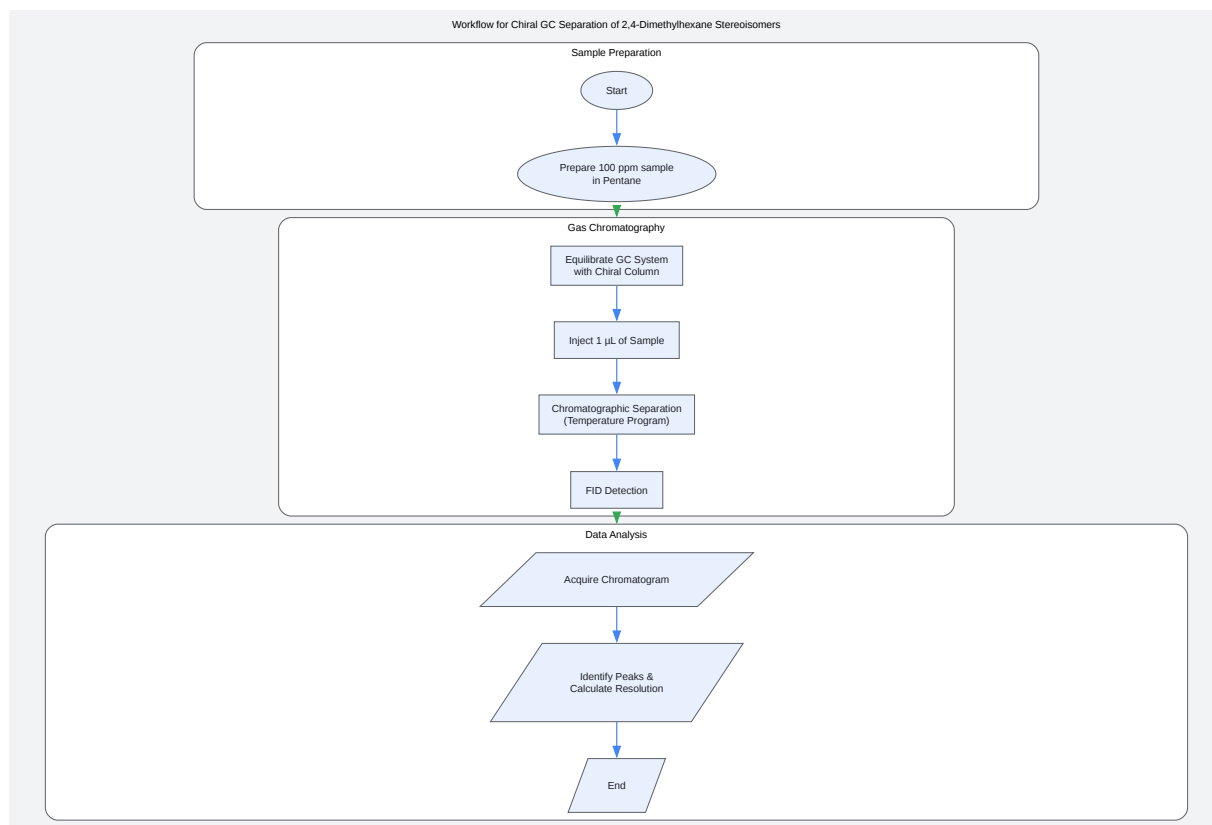 Workflow for Chiral GC Separation of 2,4-Dimethylhexane Stereoisomers
Sample Preparation
Start
Prepare 100 ppm sample
in Pentane
Gas Chromatography
Equilibrate GC System
with Chiral Column
Inject 1 µL of Sample
Chromatographic Separation
(Temperature Program)
FID Detection
Data Analysis
Acquire Chromatogram
Identify Peaks &
Calculate Resolution
End